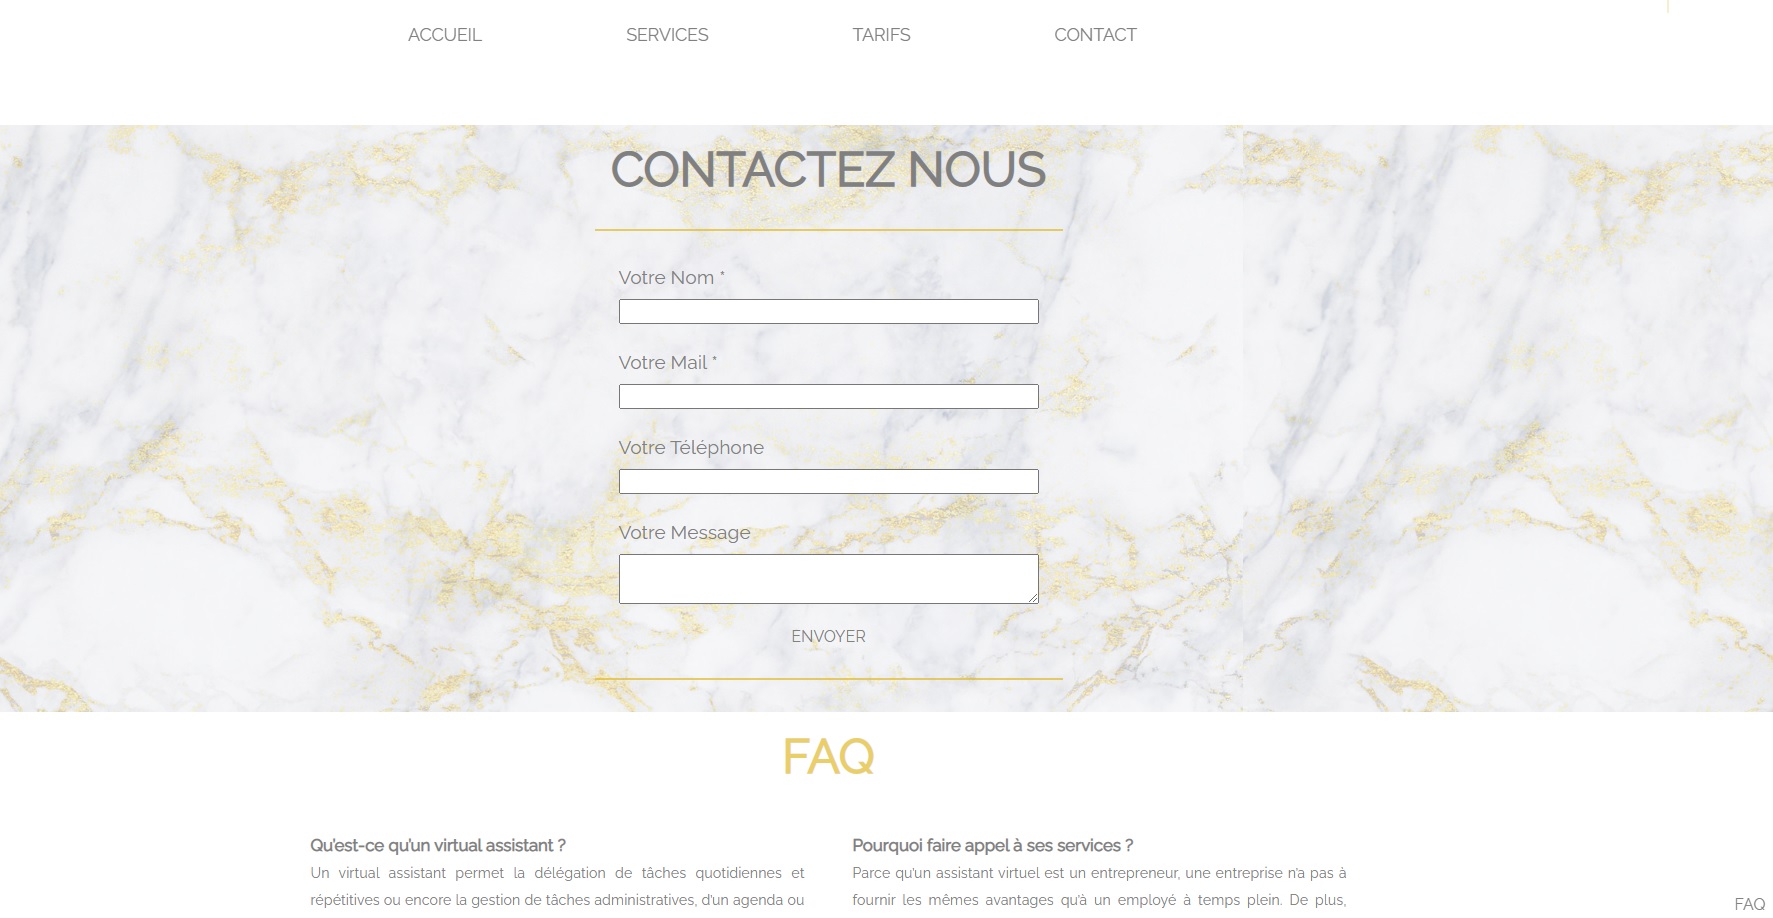 ACCUEIL SERVICES TARIFS CONTACT
CONTACTEZ NOUS
Votre Nom *
Votre Mail *
Votre Téléphone
Votre Message
ENVOYER
FAQ
Qu'est-ce qu'un virtual assistant ?
Un virtual assistant permet la délégation de tâches quotidiennes et
répétitives ou encore la gestion de tâches administratives, d'un agenda ou
Pourquoi faire appel à ses services ?
Parce qu'un assistant virtuel est un entrepreneur, une entreprise n'a pas à
fournir les mêmes avantages qu'à un employé à temps plein. De plus,
FAQ